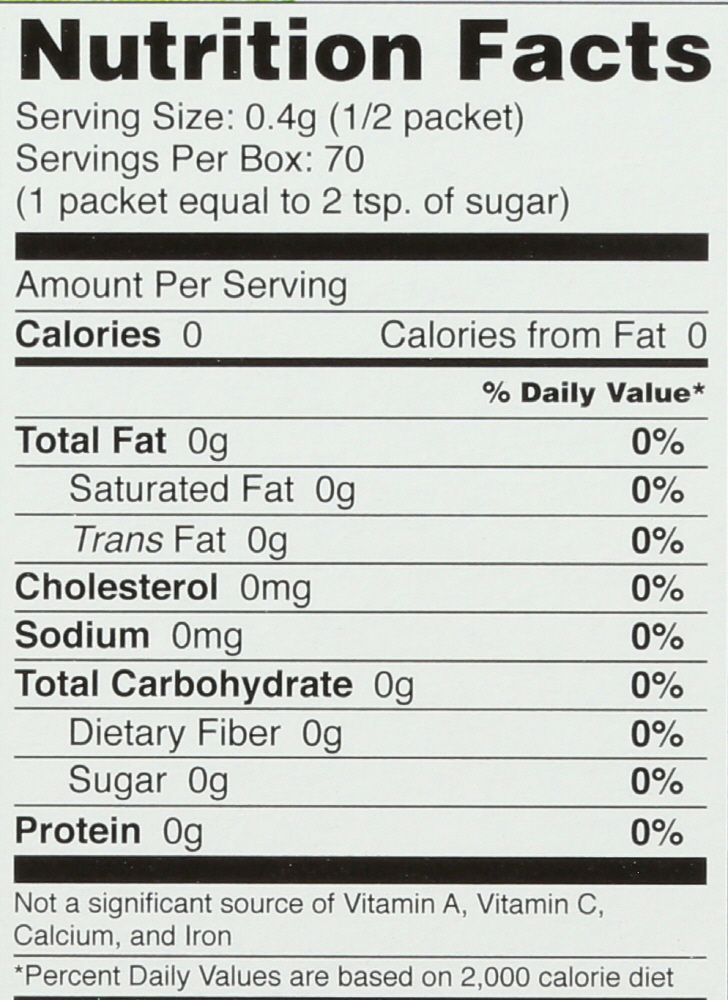 Nutrition Facts
Serving Size: 0.4g (1/2 packet)
Servings Per Box: 70
(1 packet equal to 2 tsp. of sugar)
Amount Per Serving
Calories 0 Calories from Fat 0
% Daily Value*
Total Fat 0g 0%
Saturated Fat 0g 0%
Trans Fat 0g 0%
Cholesterol 0mg 0%
Sodium 0mg 0%
Total Carbohydrate 0g 0%
Dietary Fiber 0g 0%
Sugar 0g 0%
Protein 0g 0%
Not a significant source of Vitamin A, Vitamin C,
Calcium, and Iron
*Percent Daily Values are based on 2,000 calorie diet